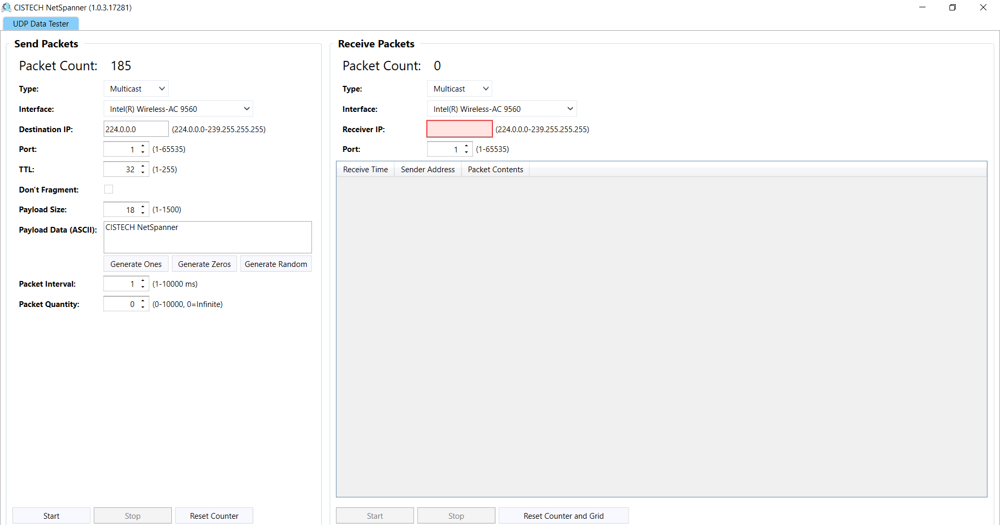 CISTECH NetSpanner (1.0.3.17281)
UDP Data Tester
Send Packets
Packet Count: 185
Type: Multicast
Interface: Intel(R) Wireless-AC 9560
Destination IP: 224.0.0.0 (224.0.0.0-239.255.255.255)
Port: 1 (1-65535)
TTL: 32 (1-255)
Don't Fragment:
Payload Size: 18 (1-1500)
Payload Data (ASCII): CISTECH NetSpanner
Generate Ones Generate Zeros Generate Random
Packet Interval: 1 (1-10000 ms)
Packet Quantity: 0 (0-10000, 0=Infinite)
Start Stop Reset Counter
Receive Packets
Packet Count: 0
Type: Multicast
Interface: Intel(R) Wireless-AC 9560
Receiver IP: (224.0.0.0-239.255.255.255)
Port: 1 (1-65535)
Receive Time Sender Address Packet Contents
Start Stop Reset Counter and Grid